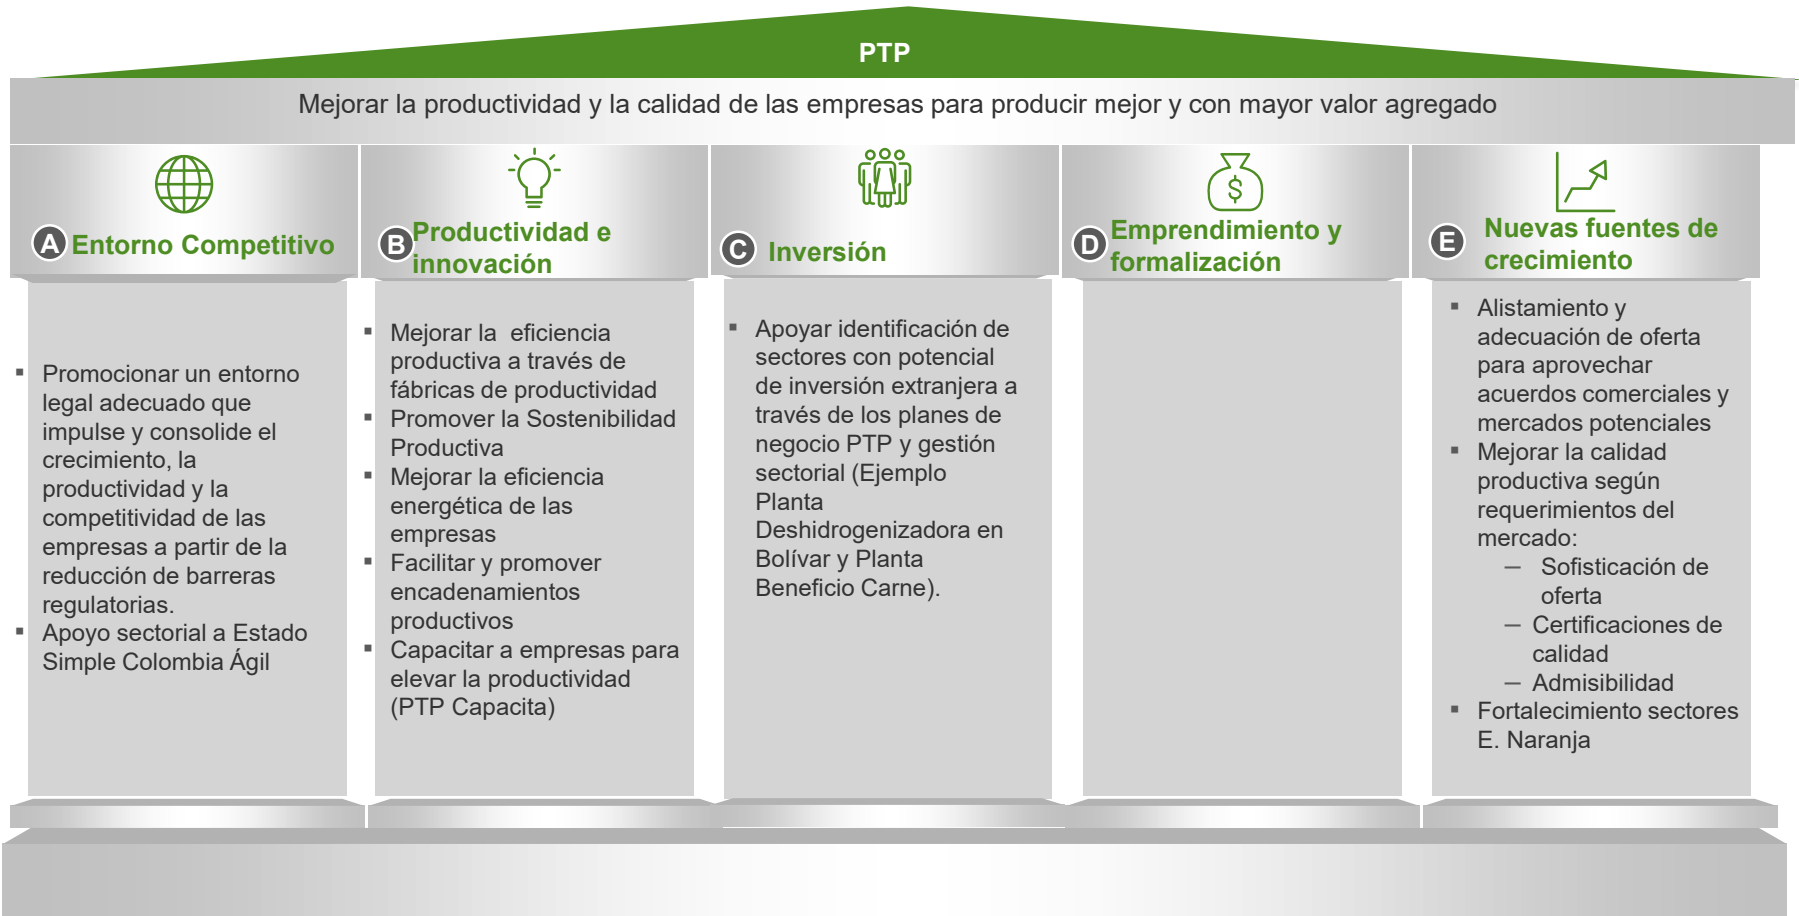 PTP
Mejorar la productividad y la calidad de las empresas para producir mejor y con mayor valor agregado
A Entorno Competitivo
▪ Promocionar un entorno
legal adecuado que
impulse y consolide el
crecimiento, la
productividad y la
competitividad de las
empresas a partir de la
reducción de barreras
regulatorias.
▪ Apoyo sectorial a Estado
Simple Colombia Ágil
B Productividad e
innovación
▪ Mejorar la eficiencia
productiva a través de
fábricas de productividad
▪ Promover la Sostenibilidad
Productiva
▪ Mejorar la eficiencia
energética de las
empresas
▪ Facilitar y promover
encadenamientos
productivos
▪ Capacitar a empresas para
elevar la productividad
(PTP Capacita)
C Inversión
▪ Apoyar identificación de
sectores con potencial
de inversión extranjera a
través de los planes de
negocio PTP y gestión
sectorial (Ejemplo
Planta
Deshidrogenizadora en
Bolívar y Planta
Beneficio Carne).
$
D Emprendimiento y
formalización
E Nuevas fuentes de
crecimiento
▪ Alistamiento y
adecuación de oferta
para aprovechar
acuerdos comerciales y
mercados potenciales
▪ Mejorar la calidad
productiva según
requerimientos del
mercado:
– Sofisticación de
oferta
– Certificaciones de
calidad
– Admisibilidad
▪ Fortalecimiento sectores
E. Naranja